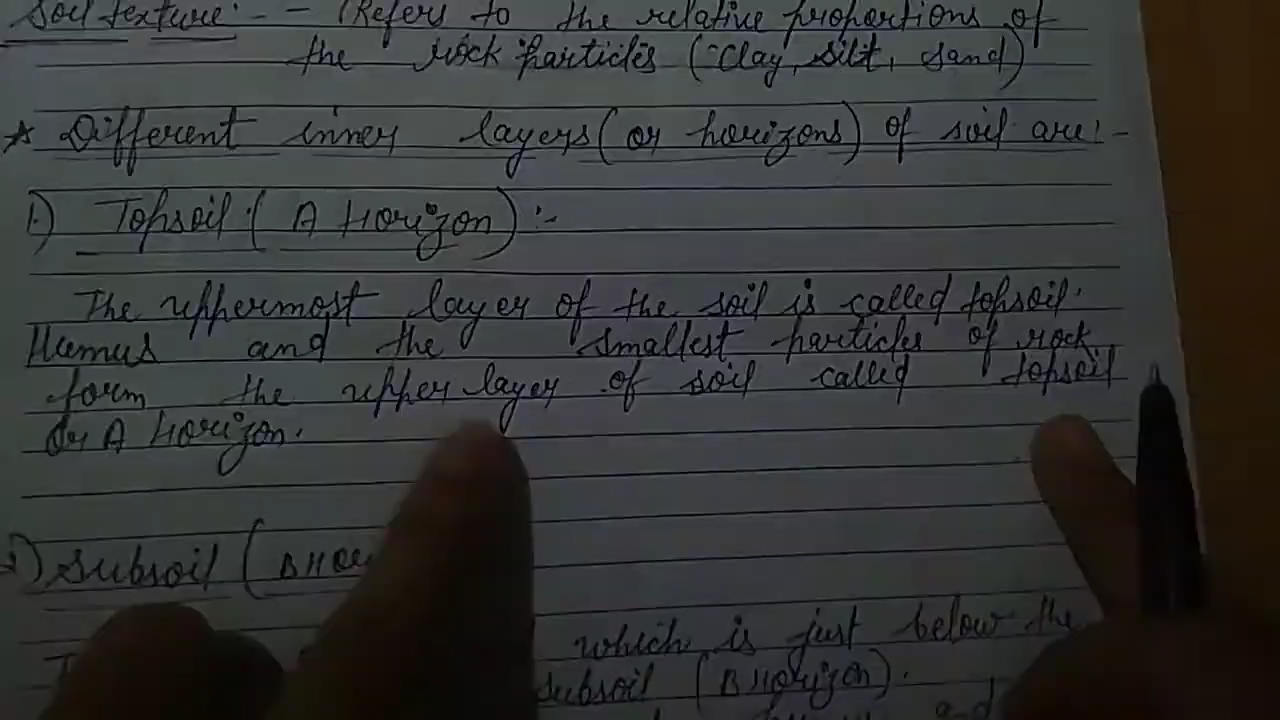 Soil texture:- - (Refers to the relative proportions of
the rock particles (Clay, silt, sand)
* Different inner layers (or horizons) of soil are:-
1.) Topsoil (A Horizon) :-
The uppermost layer of the soil is called topsoil.
Humus and the smallest particles of rock
form the upper layer of soil called topsoil
Or A Horizon.
2) Subsoil (B Ho
which is just below the
subsoil (B Horizon).